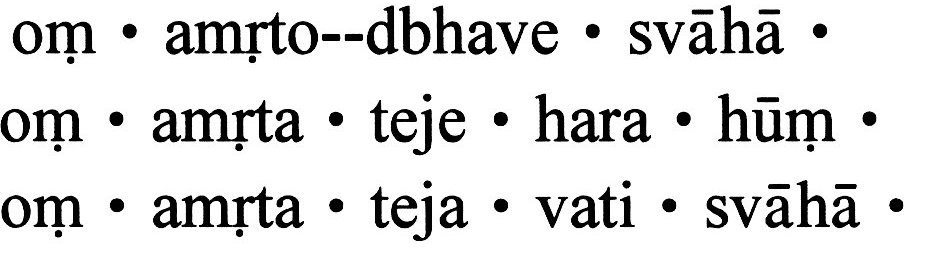 oṃ • amṛto--dbhave • svāhā •
oṃ • amṛta • teje • hara • hūṃ •
oṃ • amṛta • teja • vati • svāhā •